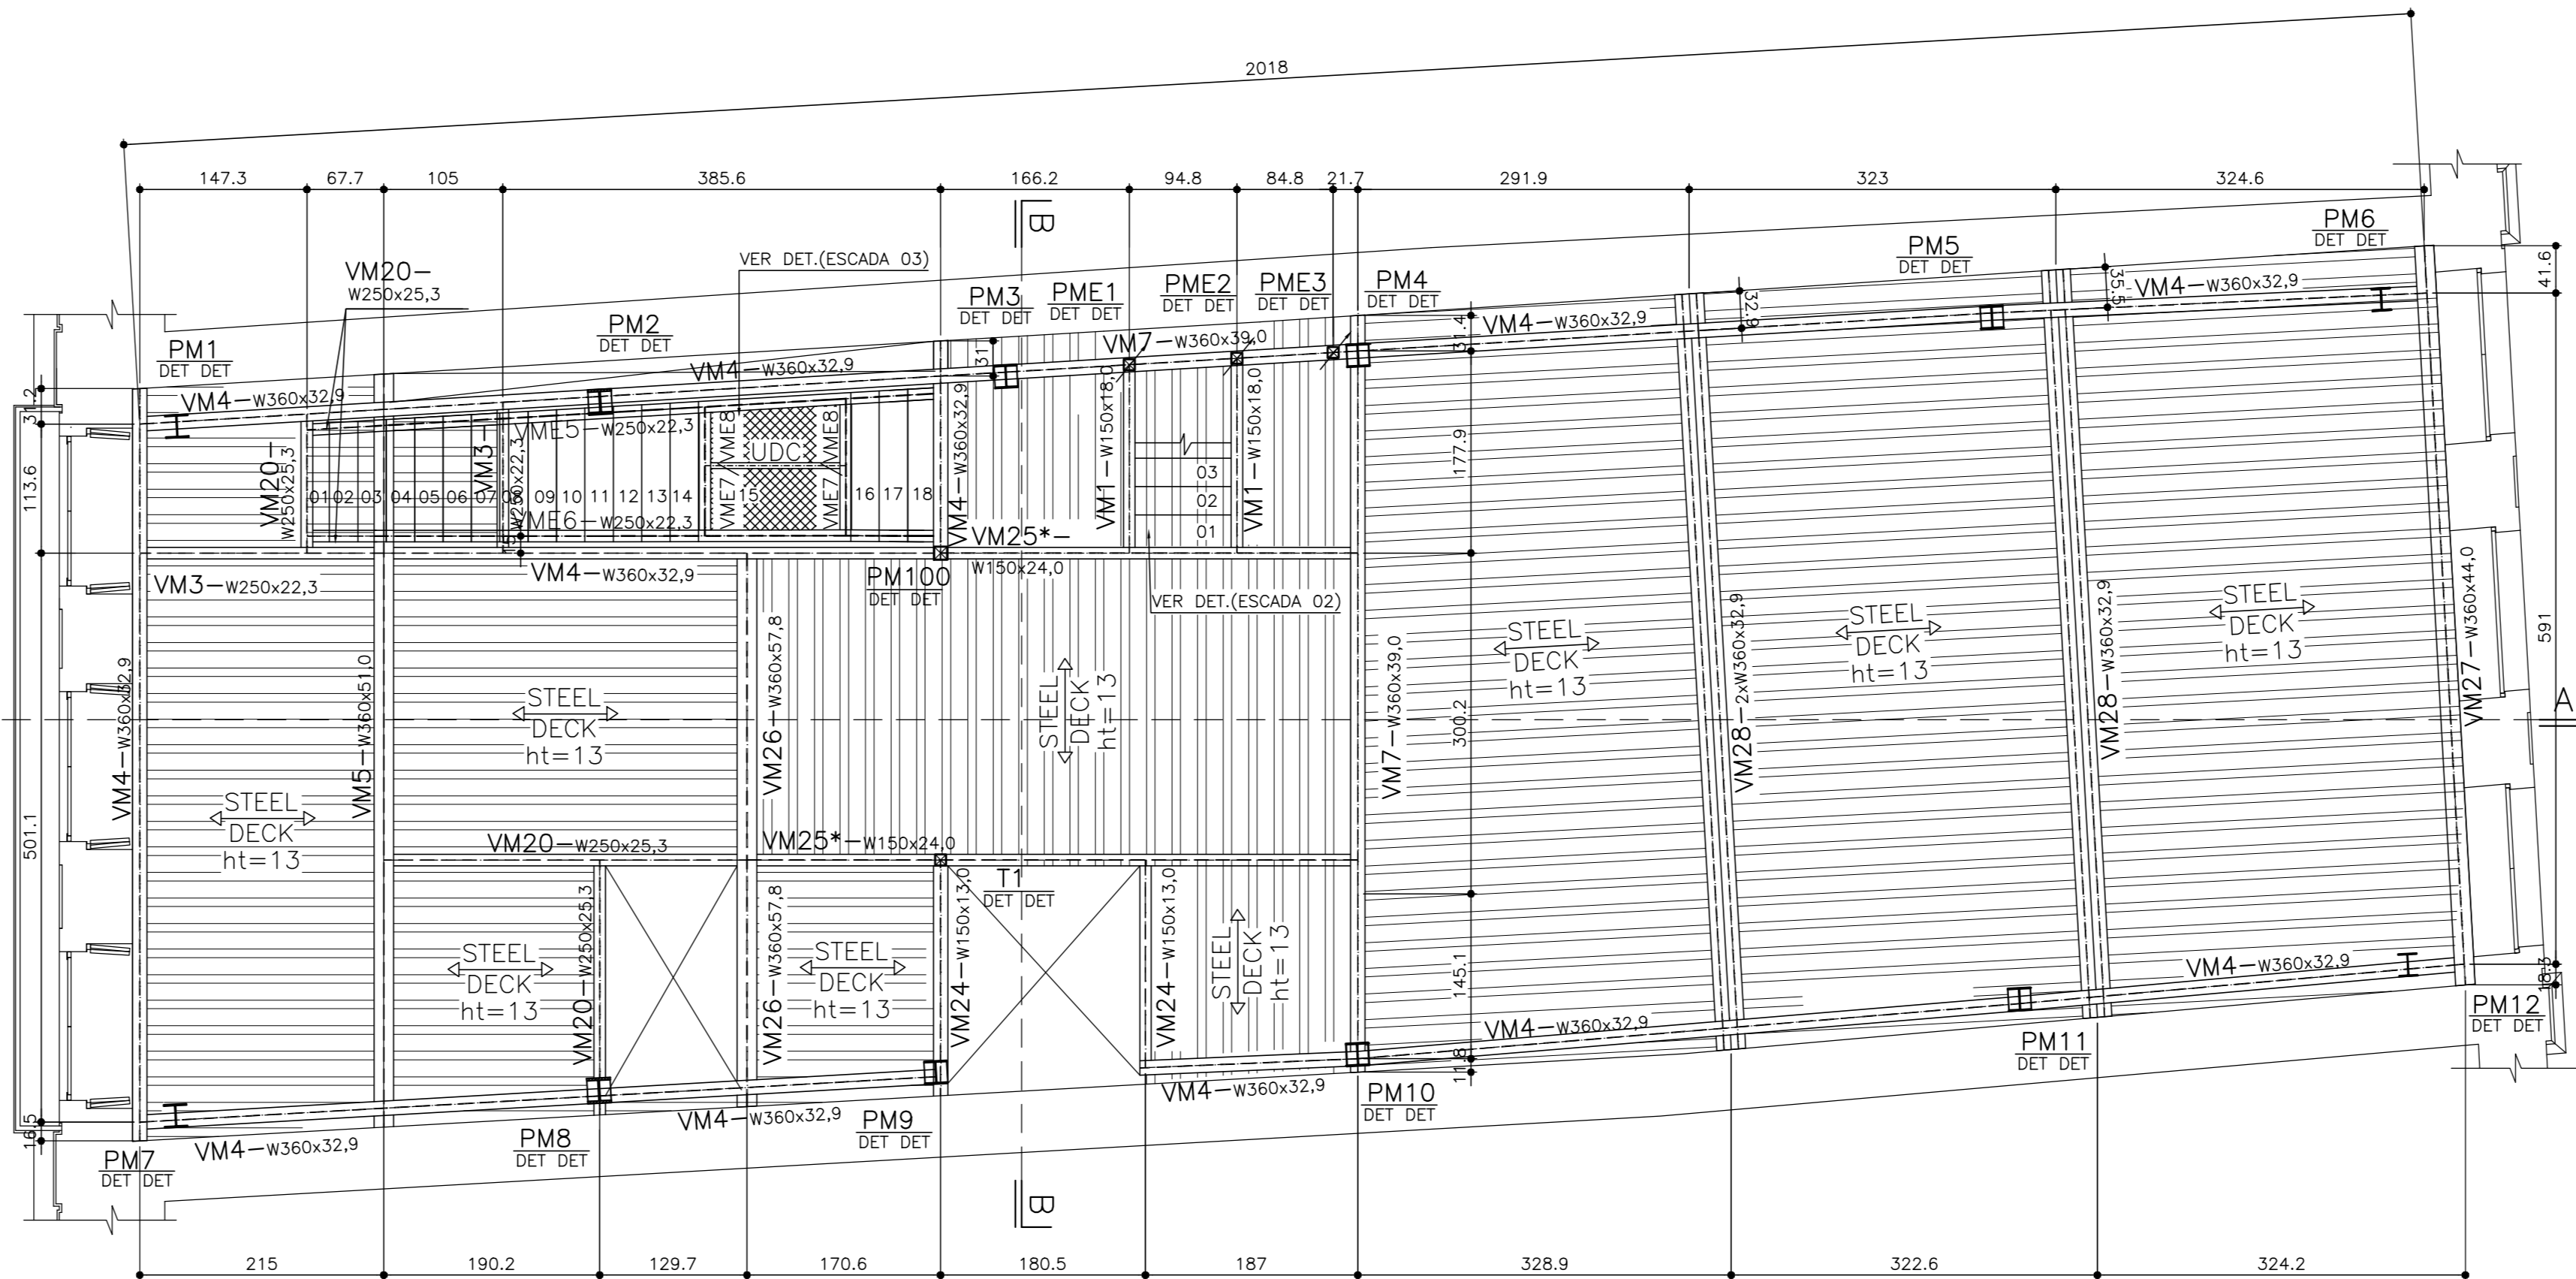 2018
147.3
67.7
105
385.6
166.2
94.8
84.8
21.7
291.9
323
324.6
B
VM20-
W250x25,3
VER DET.(ESCADA 03)
PM1
DET DET
PM2
DET DET
PM3
DET DET
PME1
DET DET
PME2
DET DET
PME3
DET DET
PM4
DET DET
PM5
DET DET
PM6
DET DET
31.2
113.6
501.1
16.5
41.6
591
18.3
VM4-W360x32,9
VM4-W360x32,9
31
VM7-W360x39,0
31.4
VM4-W360x32,9
32.9
35.5
VM4-W360x32,9
VM20-
W250x25,3
VM3-
W250x22,3
VME5-W250x22,3
VME8
VME8
UDC
VME7
VME7
01 02 03 04 05 06 07 08 09 10 11 12 13 14 15 16 17 18
VME6-W250x22,3
15
VM4-W360x32,9
VM1-W150x18,0
VM1-W150x18,0
03
02
01
177.9
VM25*-
W150x24,0
VM3-W250x22,3
VM4-W360x32,9
PM100
DET DET
VER DET.(ESCADA 02)
VM4-W360x32,9
VM5-W360x51,0
VM26-W360x57,8
STEEL
DECK
ht=13
STEEL
DECK
ht=13
STEEL
DECK
ht=13
300.2
VM7-W360x39,0
STEEL
DECK
ht=13
VM28-2xW360x32,9
STEEL
DECK
ht=13
VM28-W360x32,9
STEEL
DECK
ht=13
VM27-W360x44,0
A
VM20-W250x25,3
VM25*-W150x24,0
T1
DET DET
STEEL
DECK
ht=13
VM20-W250x25,3
VM26-W360x57,8
STEEL
DECK
ht=13
VM24-W150x13,0
VM24-W150x13,0
STEEL
DECK
ht=13
145.1
11.8
VM4-W360x32,9
VM4-W360x32,9
VM4-W360x32,9
VM4-W360x32,9
VM4-W360x32,9
PM7
DET DET
PM8
DET DET
PM9
DET DET
PM10
DET DET
PM11
DET DET
PM12
DET DET
B
215
190.2
129.7
170.6
180.5
187
328.9
322.6
324.2